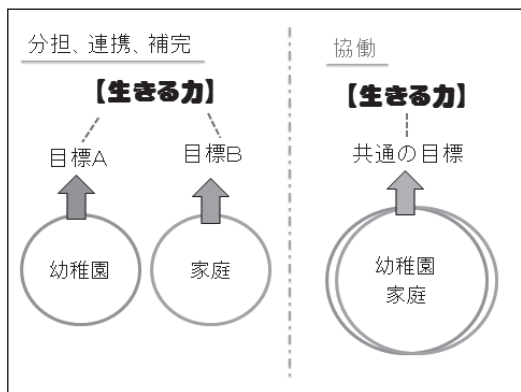 分担、連携、補完
【生きる力】
目標A
目標B
幼稚園
家庭
協働
【生きる力】
共通の目標
幼稚園
家庭